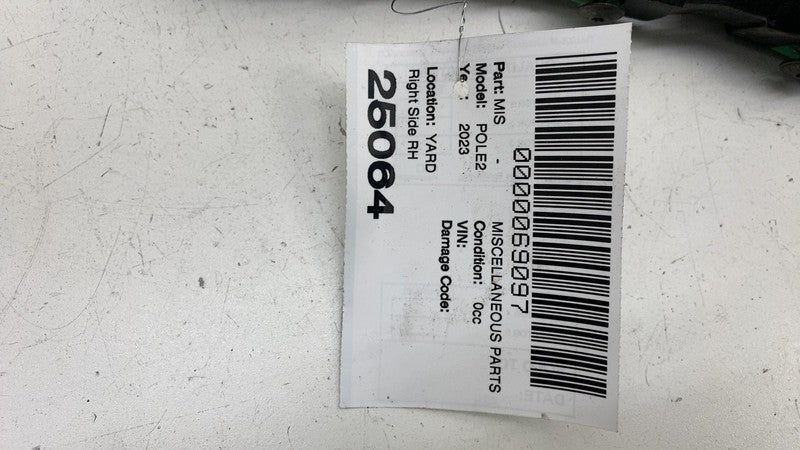 0000069097
Part: MIS - MISCELLANEOUS PARTS
Model: POLE2 Condition: 0cc
Year: 2023 VIN:
Damage Code:
Location: YARD
Right Side RH
25064
DATE: